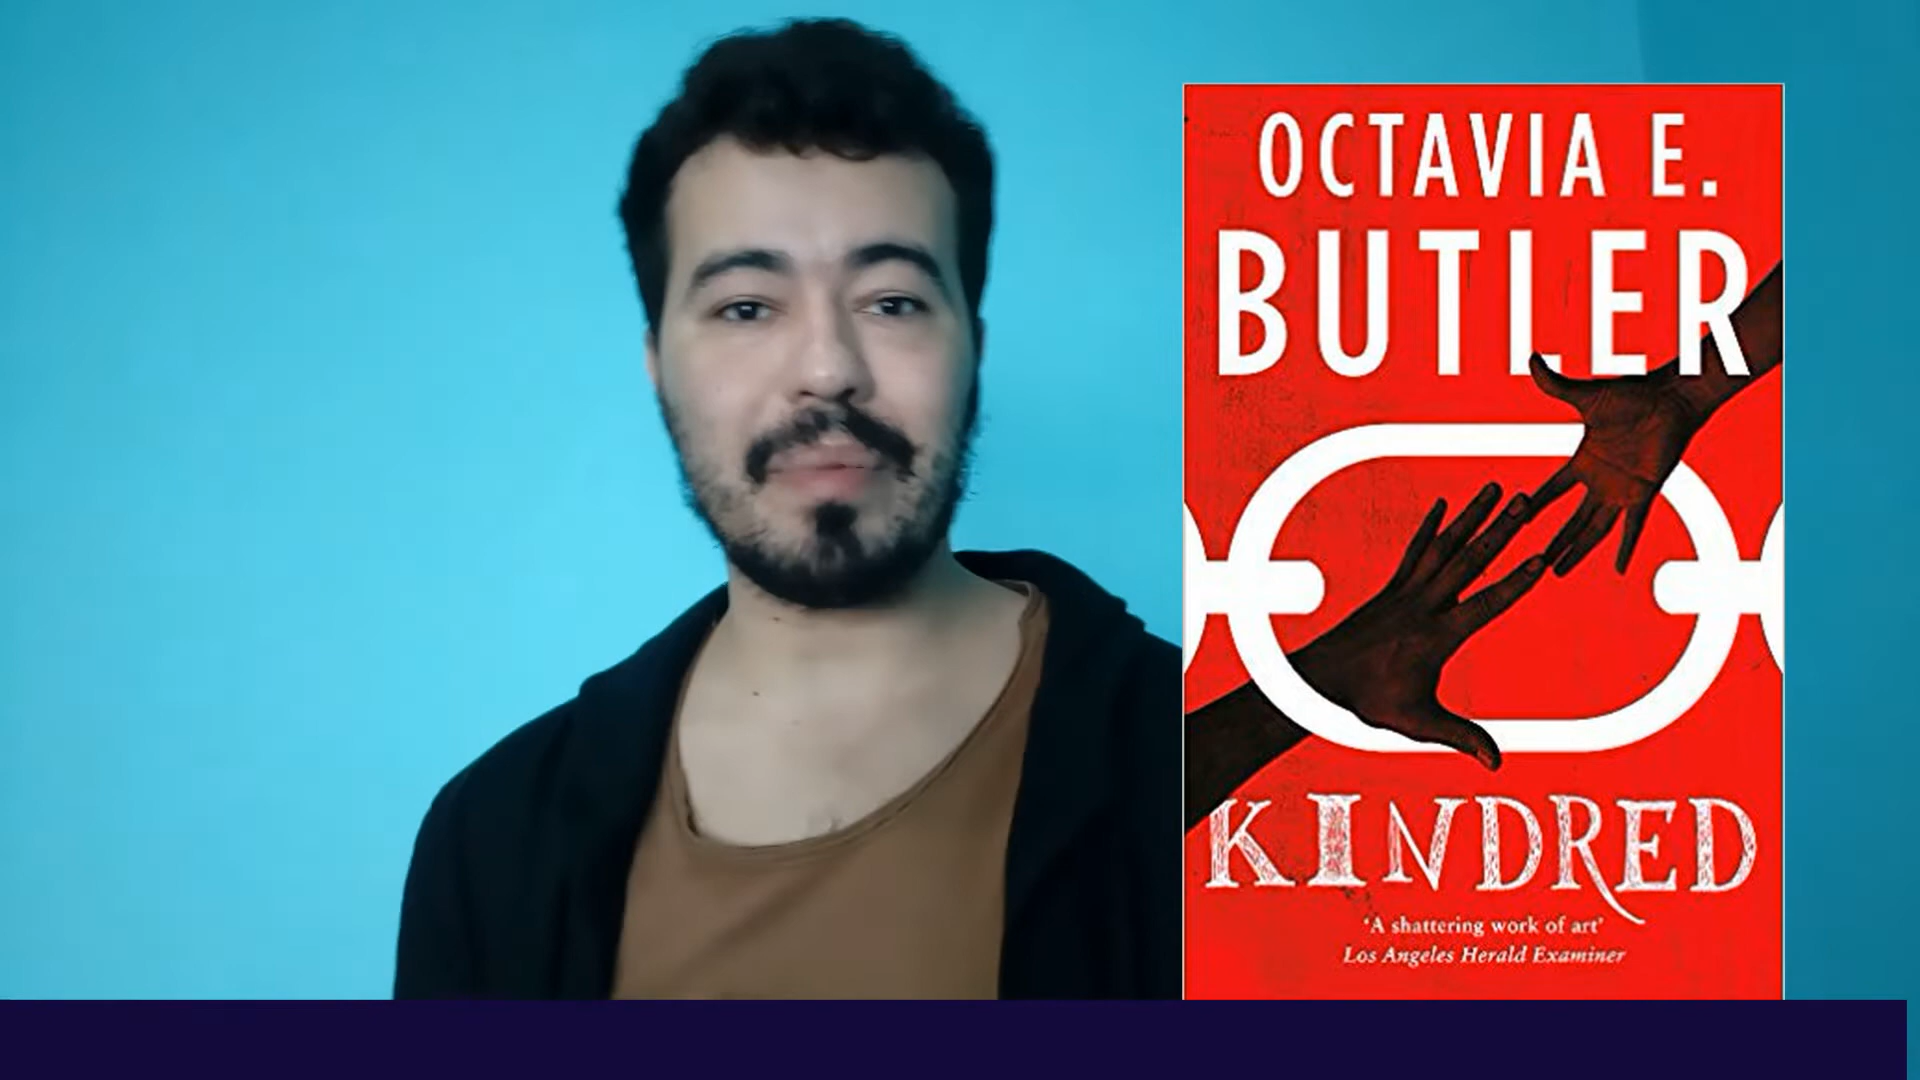 OCTAVIA E.
BUTLER
KINDRED
'A shattering work of art'
Los Angeles Herald Examiner